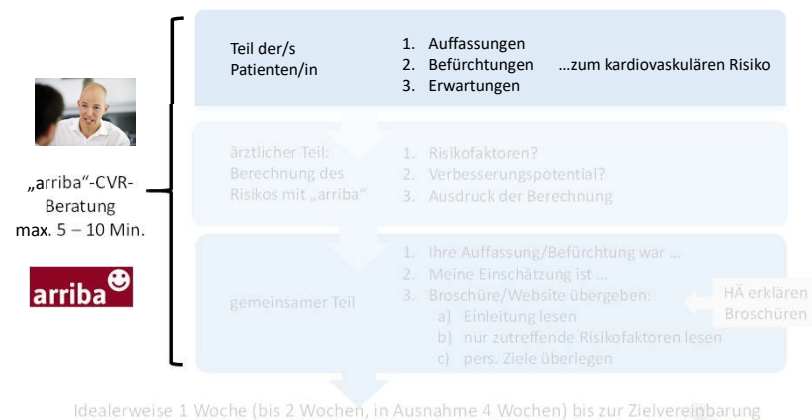 Teil der/s
Patienten/in
1. Auffassungen
2. Befürchtungen …zum kardiovaskulären Risiko
3. Erwartungen
„arriba“-CVR-
Beratung
max. 5 – 10 Min.
arriba
ärztlicher Teil:
Berechnung des
Risikos mit „arriba“
1. Risikofaktoren?
2. Verbesserungspotential?
3. Ausdruck der Berechnung
gemeinsamer Teil
1. Ihre Auffassung/Befürchtung war …
2. Meine Einschätzung ist …
3. Broschüre/Website übergeben:
a) Einleitung lesen
b) nur zutreffende Risikofaktoren lesen
c) pers. Ziele überlegen
HÄ erklären
Broschüren
Idealerweise 1 Woche (bis 2 Wochen, in Ausnahme 4 Wochen) bis zur Zielvereinbarung